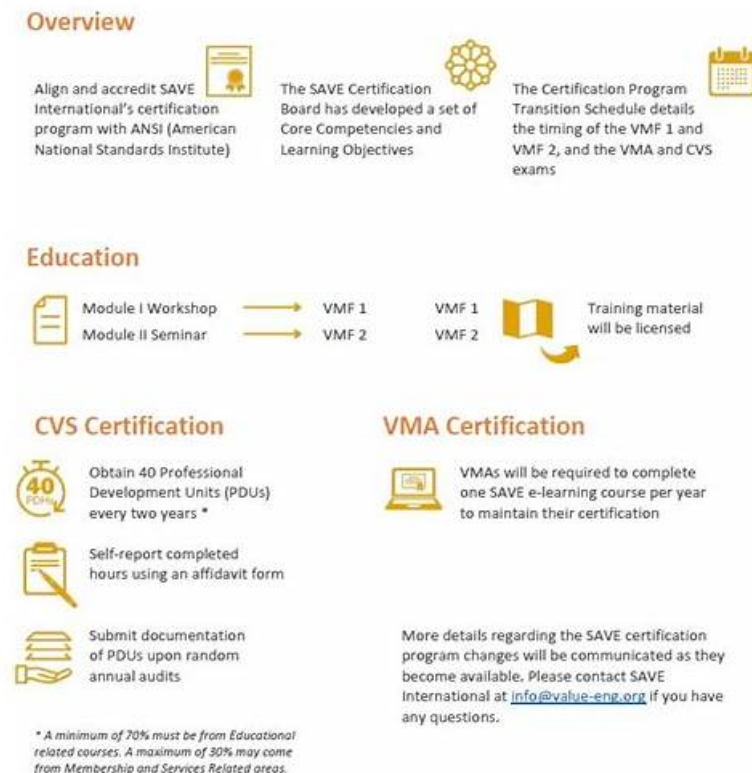 Overview
Align and accredit SAVE
International's certification
program with ANSI (American
National Standards Institute)
The SAVE Certification
Board has developed a set of
Core Competencies and
Learning Objectives
The Certification Program
Transition Schedule details
the timing of the VMF 1 and
VMF 2, and the VMA and CVS
exams
Education
Module I Workshop
VMF 1
Module II Seminar
VMF 2
VMF 1
VMF 2
Training material
will be licensed
CVS Certification
40
PDHs
Obtain 40 Professional
Development Units (PDUs)
every two years *
Self-report completed
hours using an affidavit form
Submit documentation
of PDUs upon random
annual audits
* A minimum of 70% must be from Educational
related courses. A maximum of 30% may come
from Membership and Services Related areas.
VMA Certification
VMAs will be required to complete
one SAVE e-learning course per year
to maintain their certification
More details regarding the SAVE certification
program changes will be communicated as they
become available. Please contact SAVE
International at info@value-eng.org if you have
any questions.